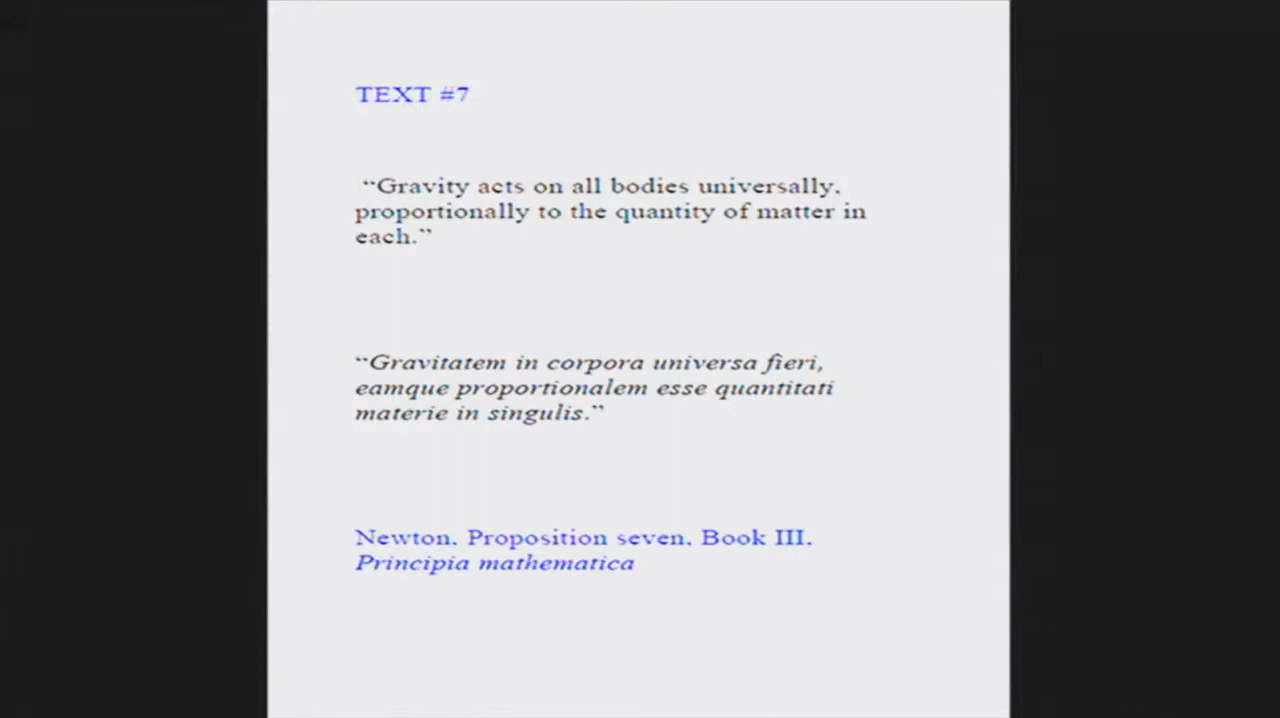 TEXT #7
“Gravity acts on all bodies universally,
proportionally to the quantity of matter in
each.”
“Gravitatem in corpora universa fieri,
eamque proportionalem esse quantitati
materie in singulis.”
Newton, Proposition seven, Book III,
Principia mathematica